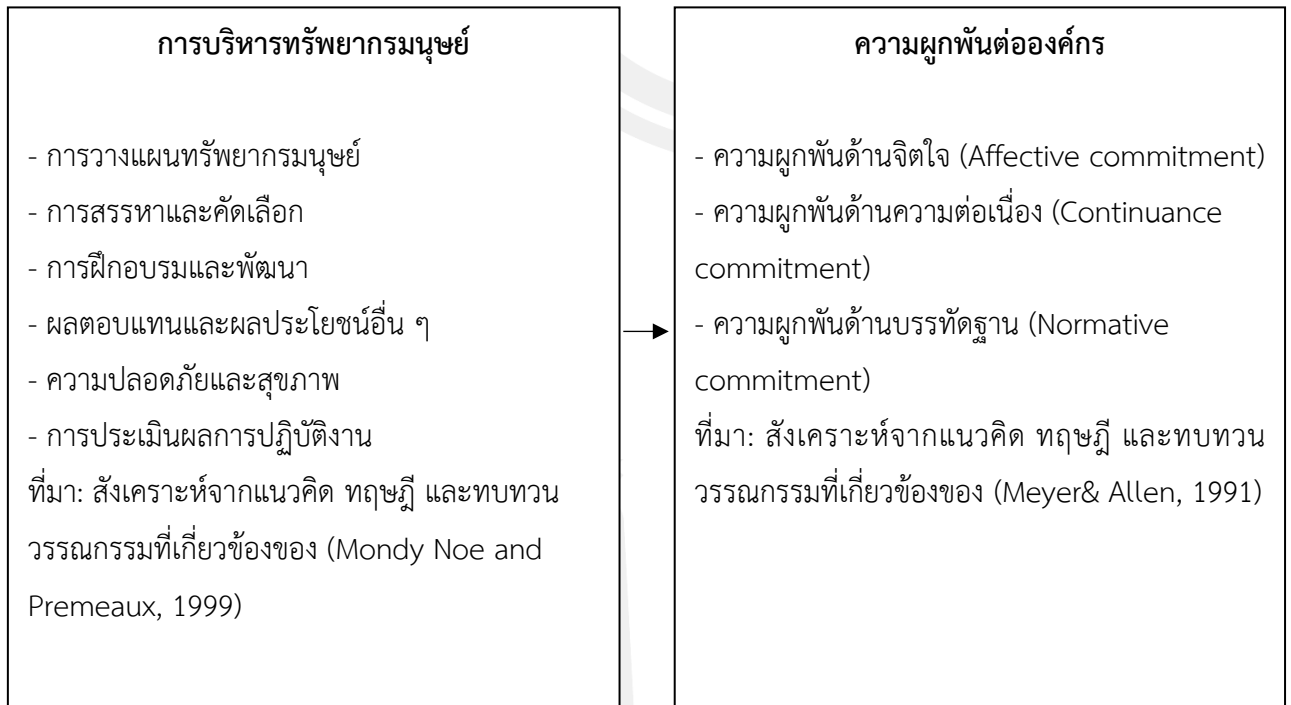 การบริหารทรัพยากรมนุษย์
- การวางแผนทรัพยากรมนุษย์
- การสรรหาและคัดเลือก
- การฝึกอบรมและพัฒนา
- ผลตอบแทนและผลประโยชน์อื่น ๆ
- ความปลอดภัยและสุขภาพ
- การประเมินผลการปฏิบัติงาน
ที่มา: สังเคราะห์จากแนวคิด ทฤษฎี และทบทวน
วรรณกรรมที่เกี่ยวข้องของ (Mondy Noe and
Premeaux, 1999)
ความผูกพันต่อองค์กร
- ความผูกพันด้านจิตใจ (Affective commitment)
- ความผูกพันด้านความต่อเนื่อง (Continuance
commitment)
- ความผูกพันด้านบรรทัดฐาน (Normative
commitment)
ที่มา: สังเคราะห์จากแนวคิด ทฤษฎี และทบทวน
วรรณกรรมที่เกี่ยวข้องของ (Meyer& Allen, 1991)